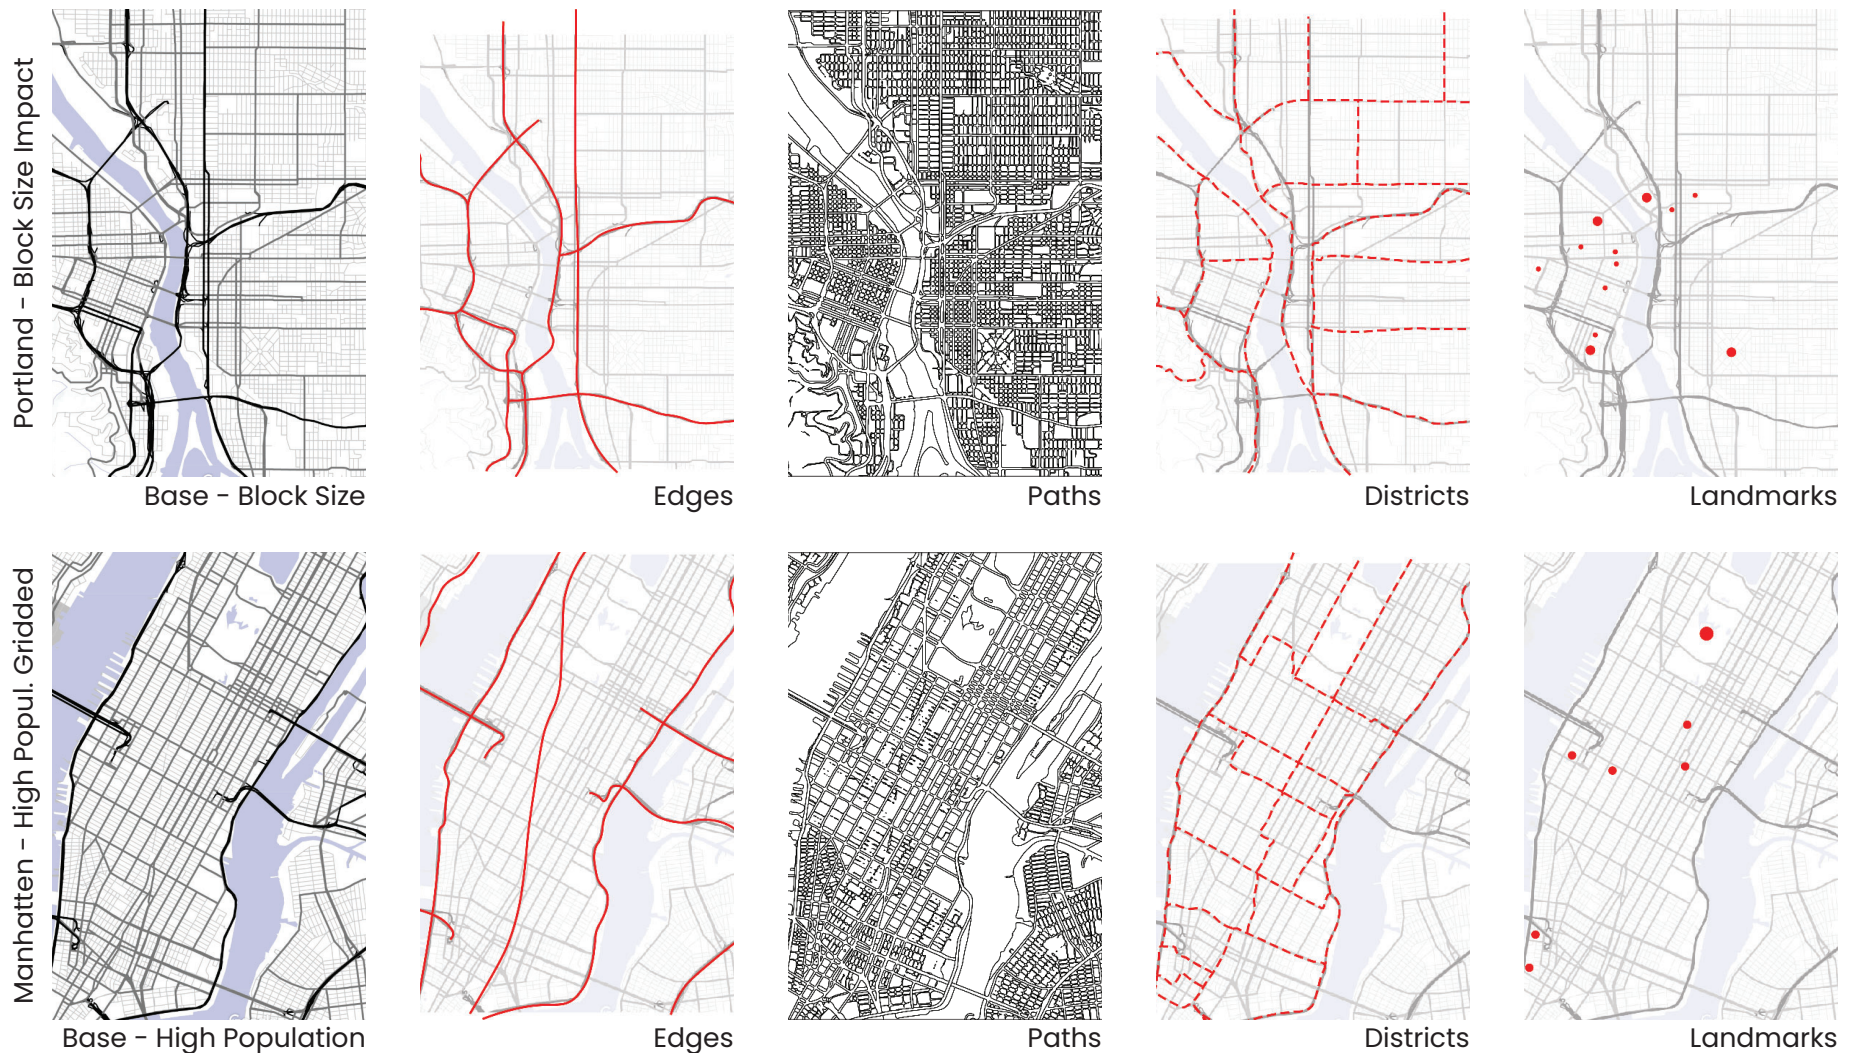 Portland - Block Size Impact
Base - Block Size
Edges
Paths
Districts
Landmarks
Manhatten - High Popul. Gridded
Base - High Population
Edges
Paths
Districts
Landmarks